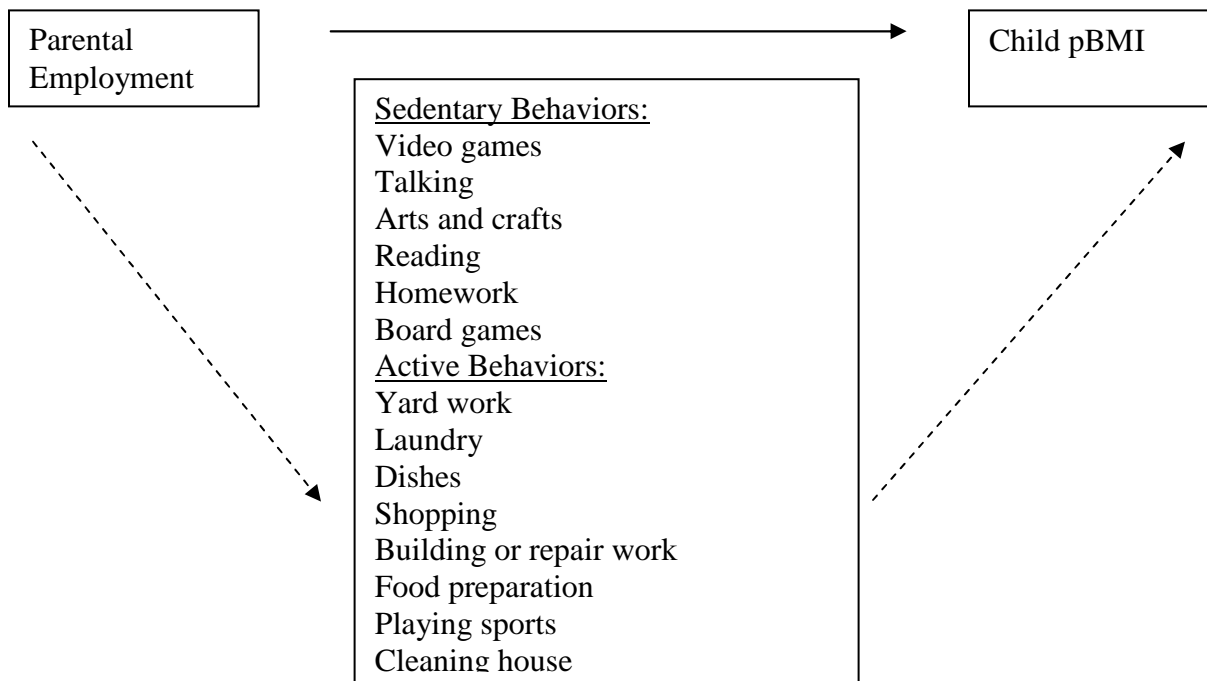 Parental
Employment
Child pBMI
Sedentary Behaviors:
Video games
Talking
Arts and crafts
Reading
Homework
Board games
Active Behaviors:
Yard work
Laundry
Dishes
Shopping
Building or repair work
Food preparation
Playing sports
Cleaning house